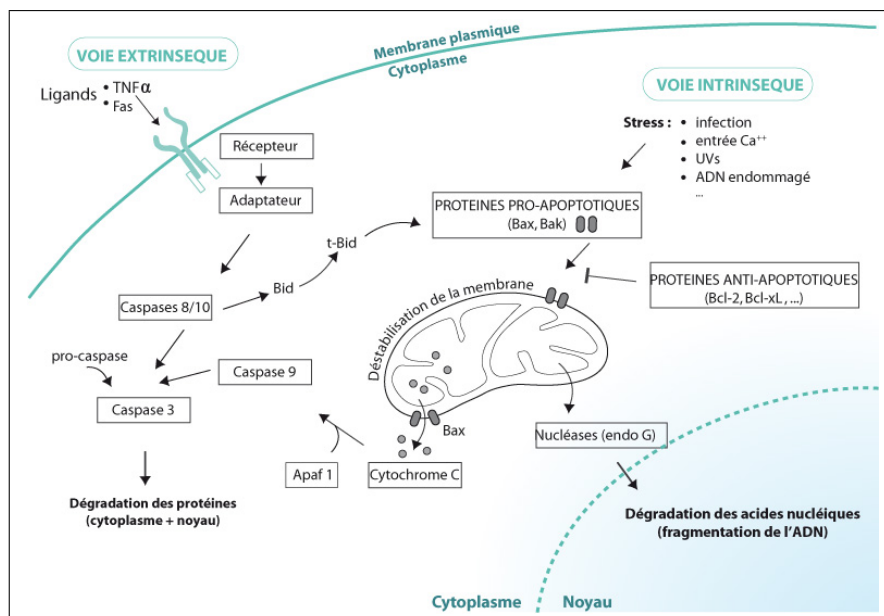 VOIE EXTRINSEQUE
Ligands
• TNFα
• Fas
Membrane plasmique
Cytoplasme
VOIE INTRINSEQUE
Stress :
• infection
• entrée Ca++
• UVs
• ADN endommagé
...
Récepteur
Adaptateur
PROTEINES PRO-APOPTOTIQUES
(Bax, Bak)
t-Bid
Bid
Caspases 8/10
PROTEINES ANTI-APOPTOTIQUES
(Bcl-2, Bcl-xL , ...)
Déstabilisation de la membrane
pro-caspase
Caspase 9
Caspase 3
Bax
Apaf 1
Cytochrome C
Nucléases (endo G)
Dégradation des protéines
(cytoplasme + noyau)
Dégradation des acides nucléiques
(fragmentation de l'ADN)
Cytoplasme
Noyau